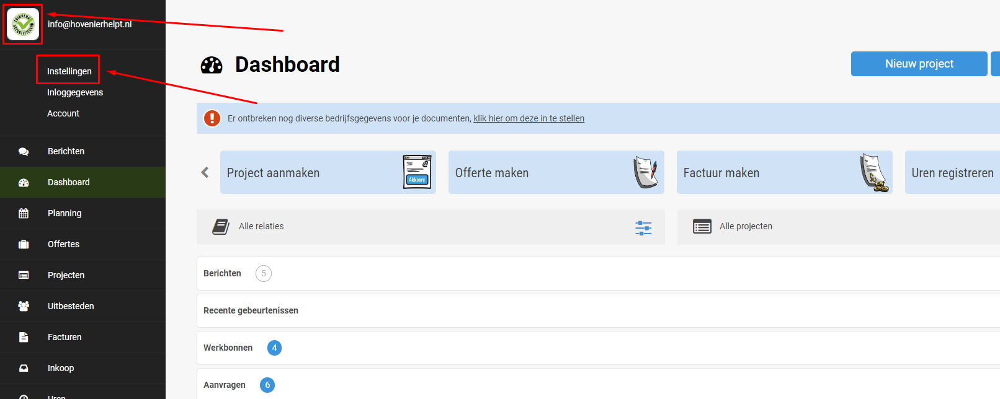 TUINKEUR
GECERTIFICEERD
info@hovenierhelpt.nl
Instellingen
Inloggegevens
Account
Berichten
Dashboard
Planning
Offertes
Projecten
Uitbesteden
Facturen
Inkoop
Uren
Dashboard
Nieuw project
Er ontbreken nog diverse bedrijfsgegevens voor je documenten, klik hier om deze in te stellen
Project aanmaken
@
Akkoord
Offerte maken
Factuur maken
Uren registreren
Alle relaties
Alle projecten
Berichten 5
Recente gebeurtenissen
Werkbonnen 4
Aanvragen 6